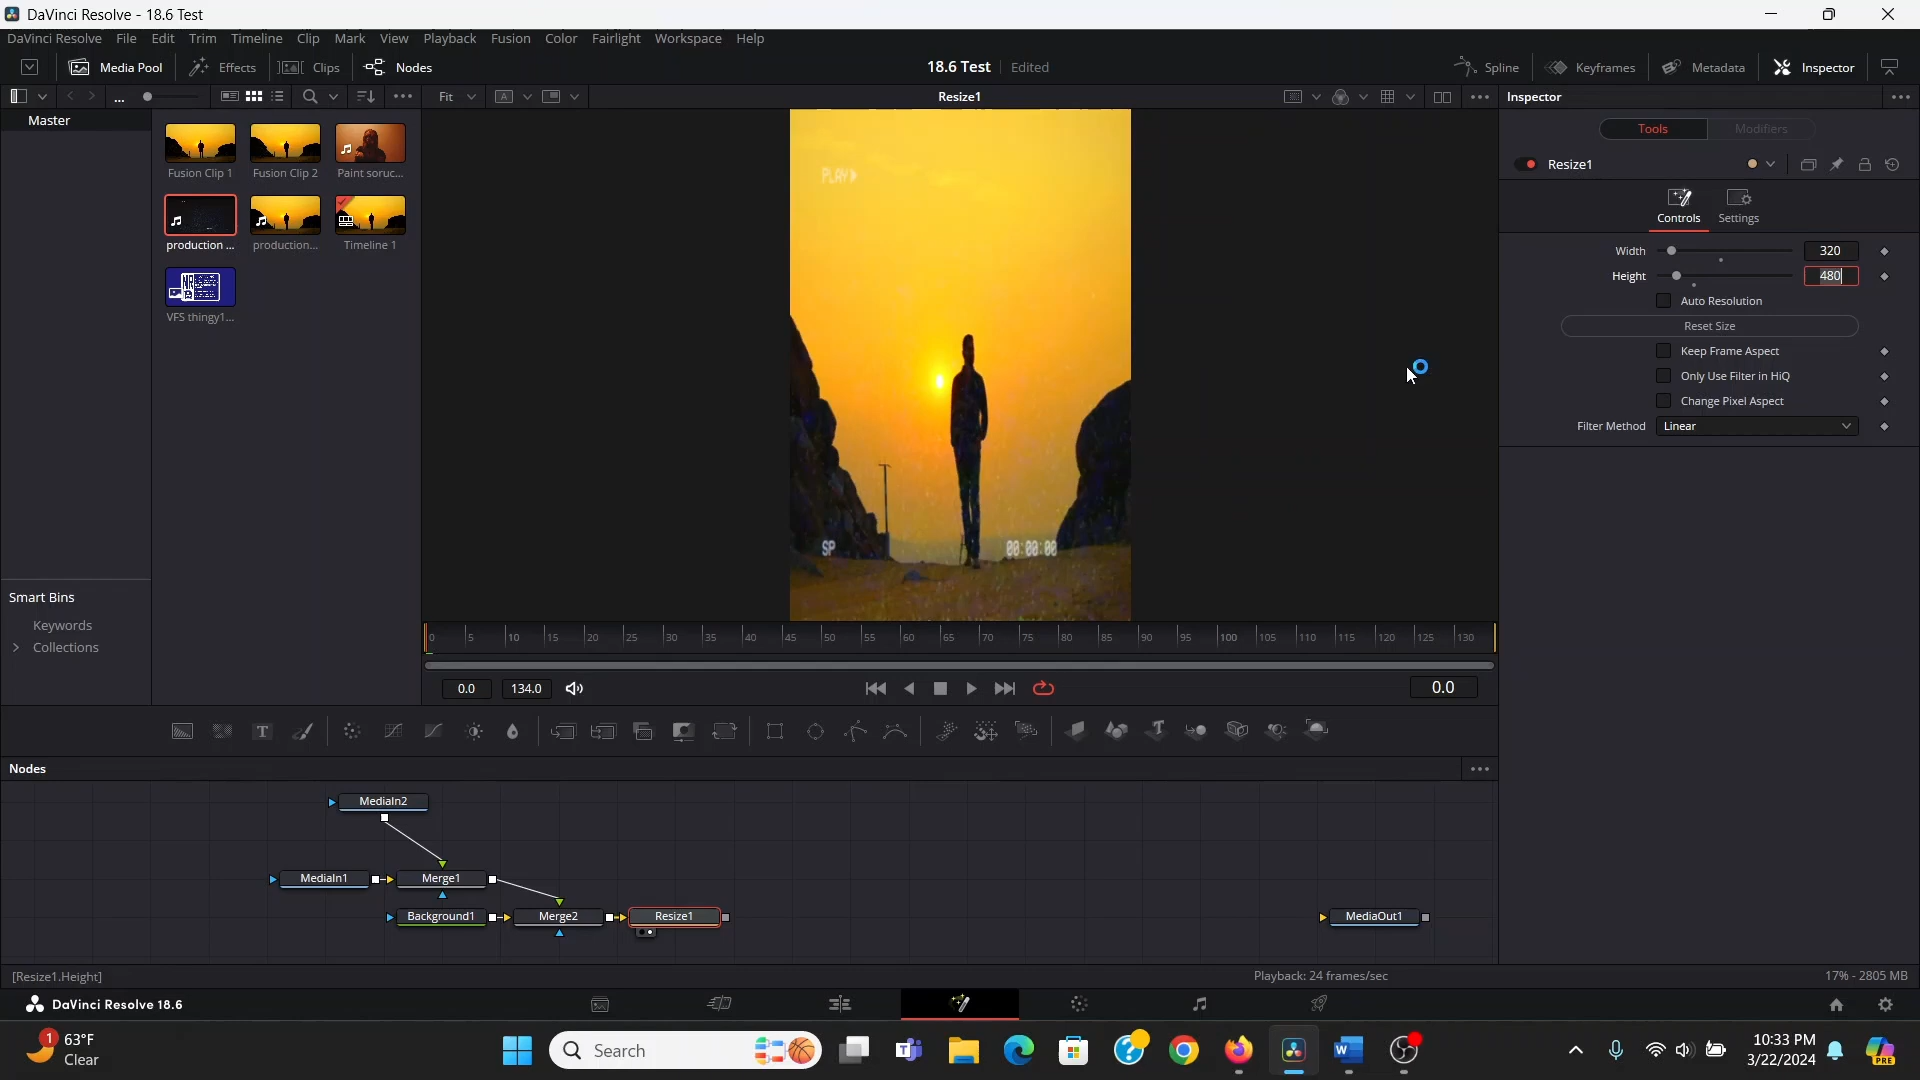 DaVinci Resolve - 18.6 Test
DaVinci Resolve File Edit Trim Timeline Clip Mark View Playback Fusion Color Fairlight Workspace Help
Media Pool Effects Clips Nodes 18.6 Test Edited Spline Keyframes Metadata Inspector
... Fit Resize1 Inspector
Master
Fusion Clip 1 Fusion Clip 2 Paint soruc...
production ... production... Timeline 1
VFS thingy1...
Smart Bins
Keywords
Collections
PLAY
SP 00:00:00
Tools Modifiers
Resize1
Controls Settings
Width 320
Height 480
Auto Resolution
Reset Size
Keep Frame Aspect
Only Use Filter in HiQ
Change Pixel Aspect
Filter Method Linear
0 5 10 15 20 25 30 35 40 45 50 55 60 65 70 75 80 85 90 95 100 105 110 115 120 125 130
0.0 134.0 0.0
Nodes
MediaIn2
MediaIn1 Merge1
Background1 Merge2 Resize1 MediaOut1
[Resize1.Height] Playback: 24 frames/sec 17% - 2805 MB
DaVinci Resolve 18.6
1 63°F
Clear
Search
PRE
10:33 PM
3/22/2024